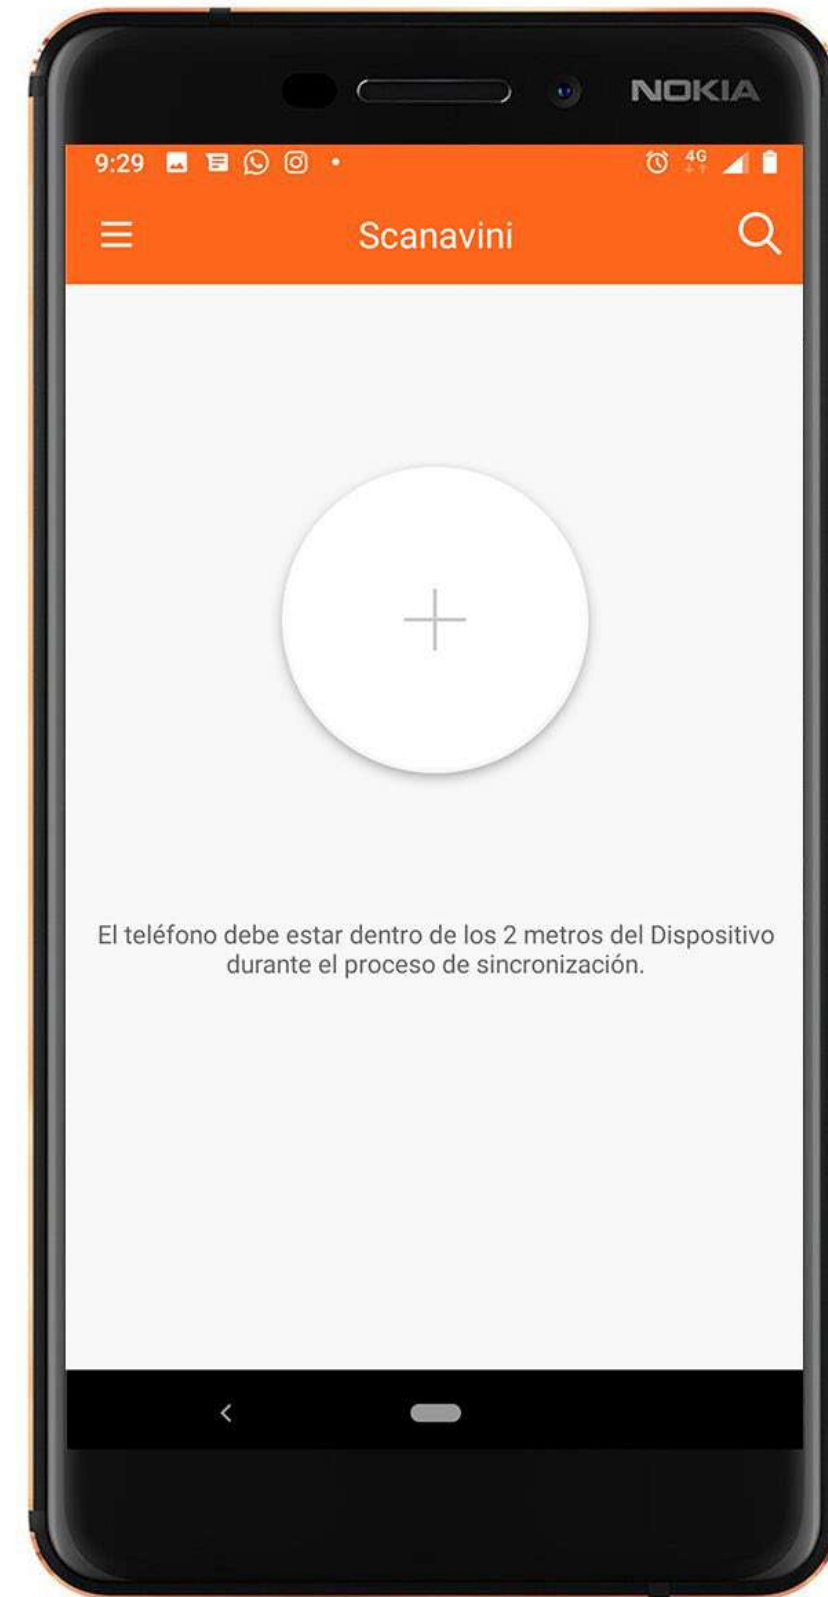 NOKIA
9:29
4G
Scanavini
El teléfono debe estar dentro de los 2 metros del Dispositivo
durante el proceso de sincronización.